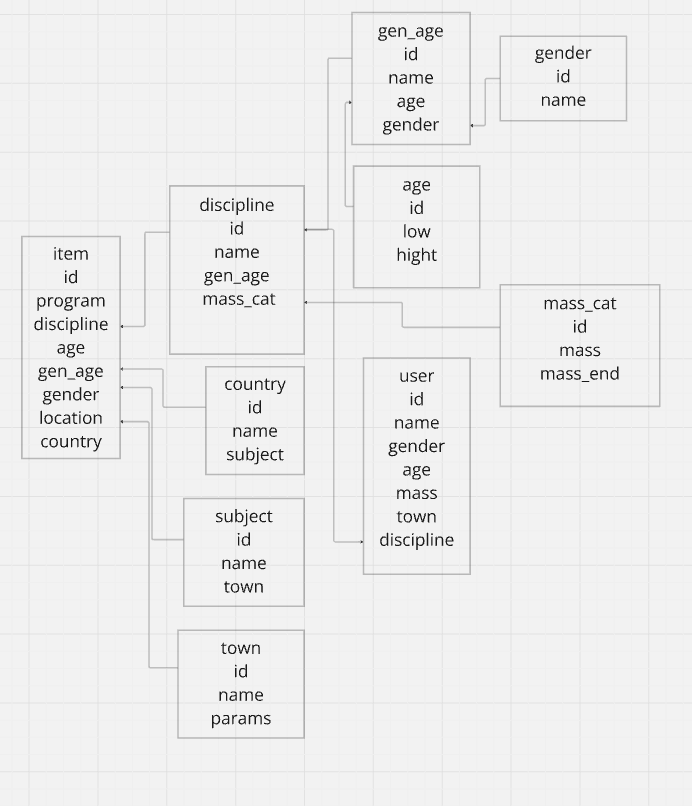 gen_age
id
name
age
gender
gender
id
name
age
id
low
hight
discipline
id
name
gen_age
mass_cat
item
id
program
discipline
age
gen_age
gender
location
country
mass_cat
id
mass
mass_end
country
id
name
subject
user
id
name
gender
age
mass
town
discipline
subject
id
name
town
town
id
name
params